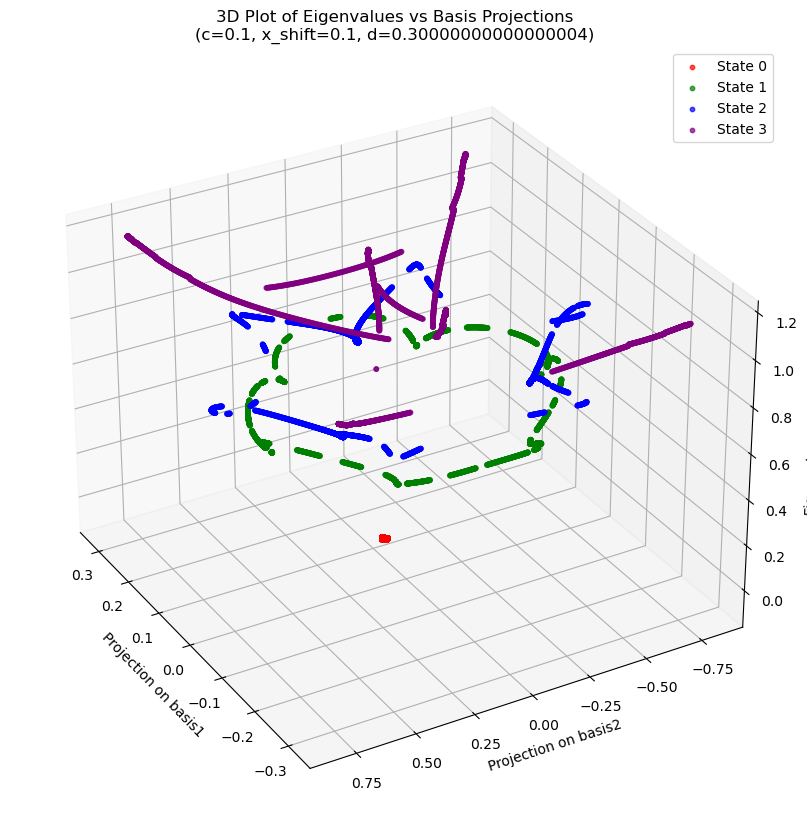 3D Plot of Eigenvalues vs Basis Projections
(c=0.1, x_shift=0.1, d=0.30000000000000004)
State 0
State 1
State 2
State 3
1.2
1.0
0.8
0.6
0.4
0.2
0.0
0.3
0.2
0.1
0.0
−0.1
−0.2
−0.3
Projection on basis1
0.75
0.50
0.25
0.00
−0.25
−0.50
−0.75
Projection on basis2